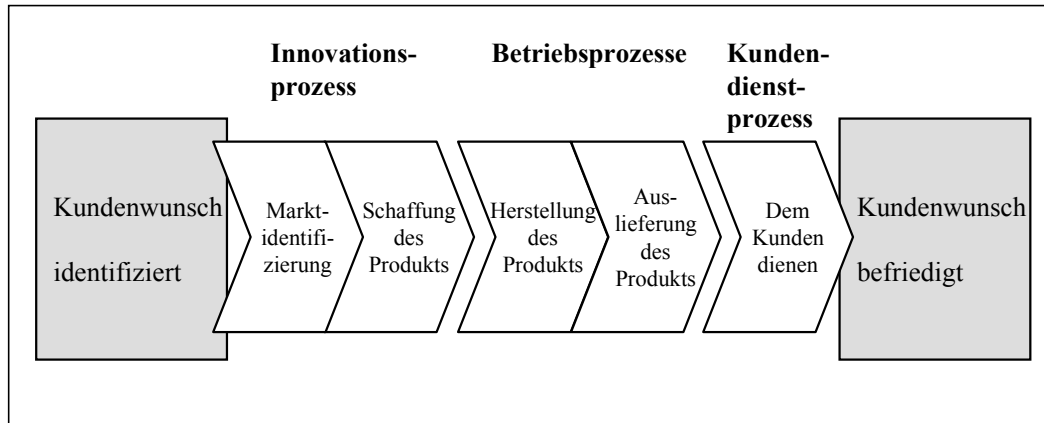 Innovations-
prozess
Betriebsprozesse
Kunden-
dienst-
prozess
Kundenwunsch
identifiziert
Markt-
identifi-
zierung
Schaffung
des
Produkts
Herstellung
des
Produkts
Aus-
lieferung
des
Produkts
Dem
Kunden
dienen
Kundenwunsch
befriedigt